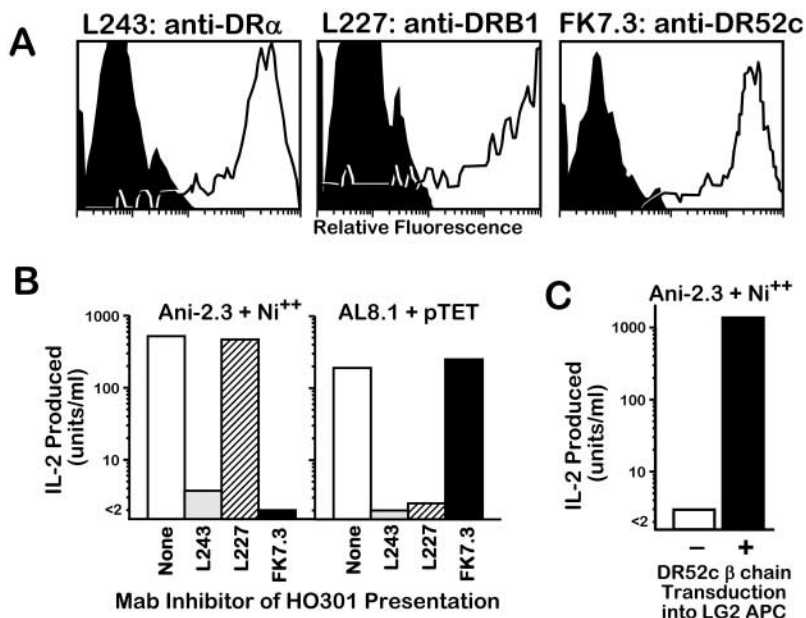 A
L243: anti-DRα
L227: anti-DRB1
FK7.3: anti-DR52c
Relative Fluorescence
B
Ani-2.3 + Ni++
AL8.1 + pTET
IL-2 Produced
(units/ml)
1000
100
10
<2
None
L243
L227
FK7.3
None
L243
L227
FK7.3
Mab Inhibitor of HO301 Presentation
C
Ani-2.3 + Ni++
IL-2 Produced
(units/ml)
1000
100
10
<2
– +
DR52c β chain
Transduction
into LG2 APC